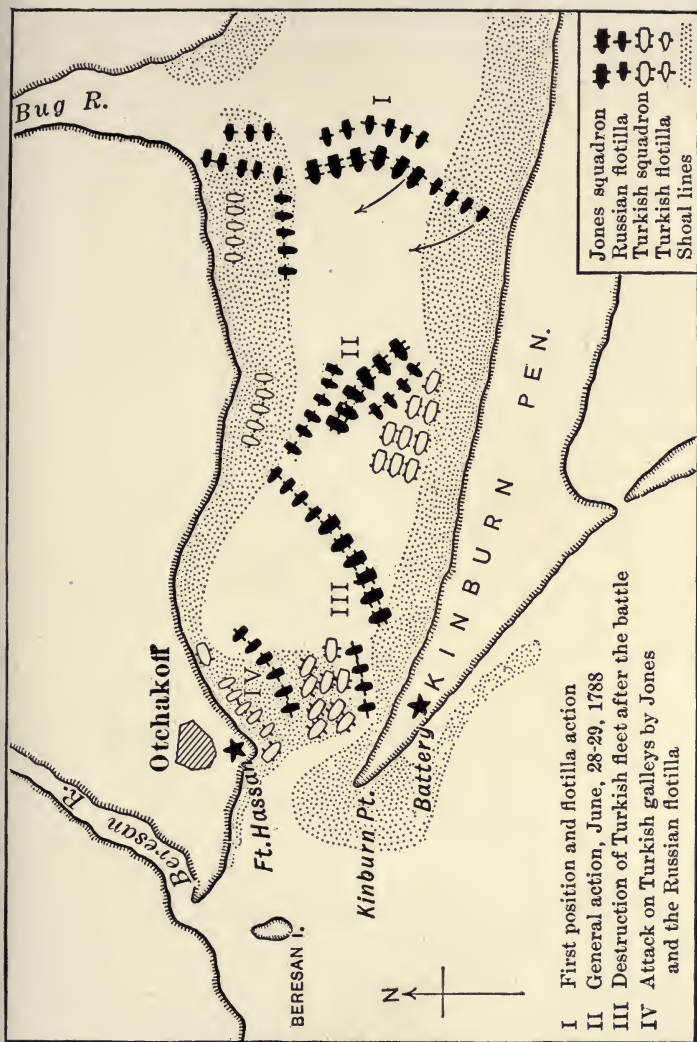 Bug R.
I
II
III
IV
Otchakoff
Beresan R.
Ft. Hassan
Kinburn Pt.
Battery
KINBURN PEN.
BERESAN I.
N
Jones squadron
Russian flotilla
Turkish squadron
Turkish flotilla
Shoal lines
I First position and flotilla action
II General action, June, 28-29, 1788
III Destruction of Turkish fleet after the battle
IV Attack on Turkish galleys by Jones
and the Russian flotilla